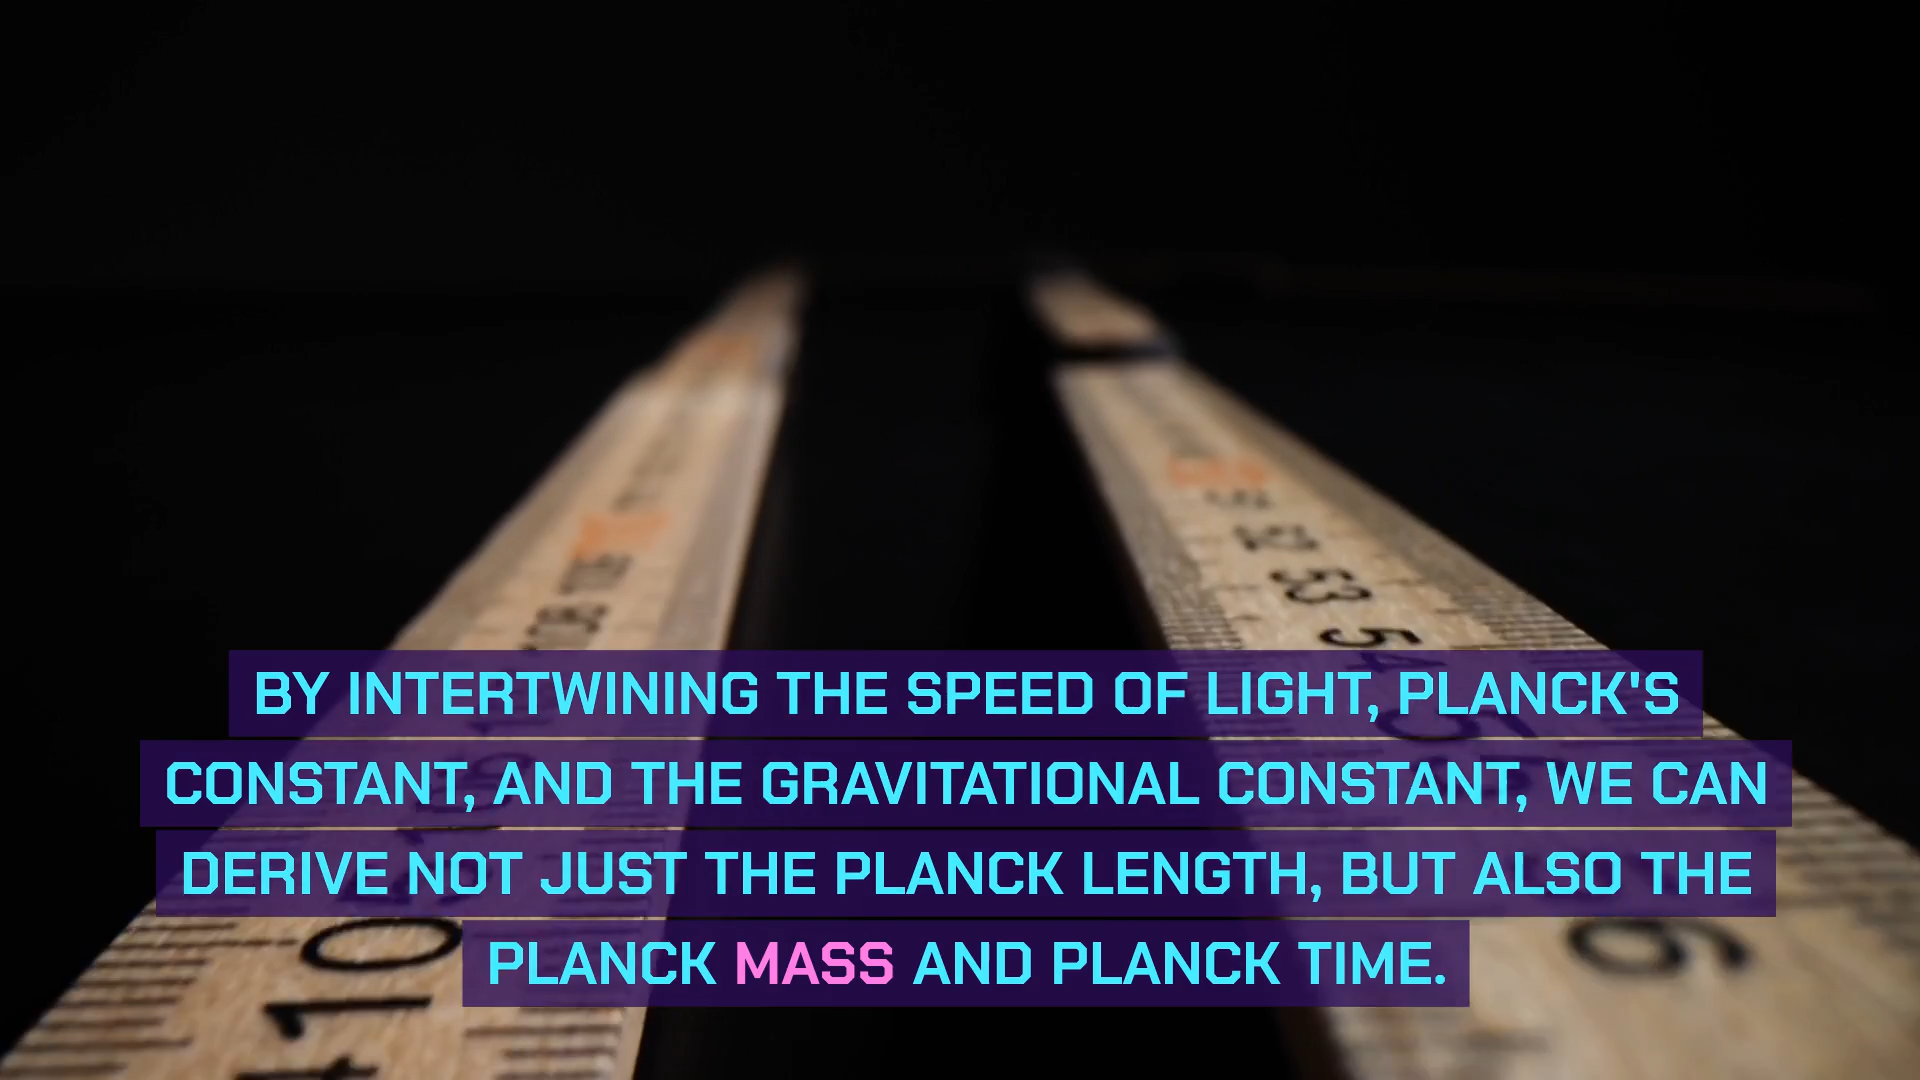 BY INTERTWINING THE SPEED OF LIGHT, PLANCK'S
CONSTANT, AND THE GRAVITATIONAL CONSTANT, WE CAN
DERIVE NOT JUST THE PLANCK LENGTH, BUT ALSO THE
PLANCK MASS AND PLANCK TIME.
53